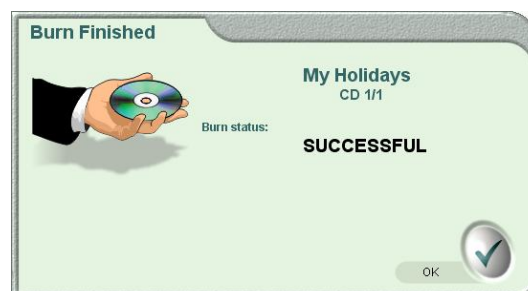 Burn Finished
My Holidays
CD 1/1
Burn status:
SUCCESSFUL
OK